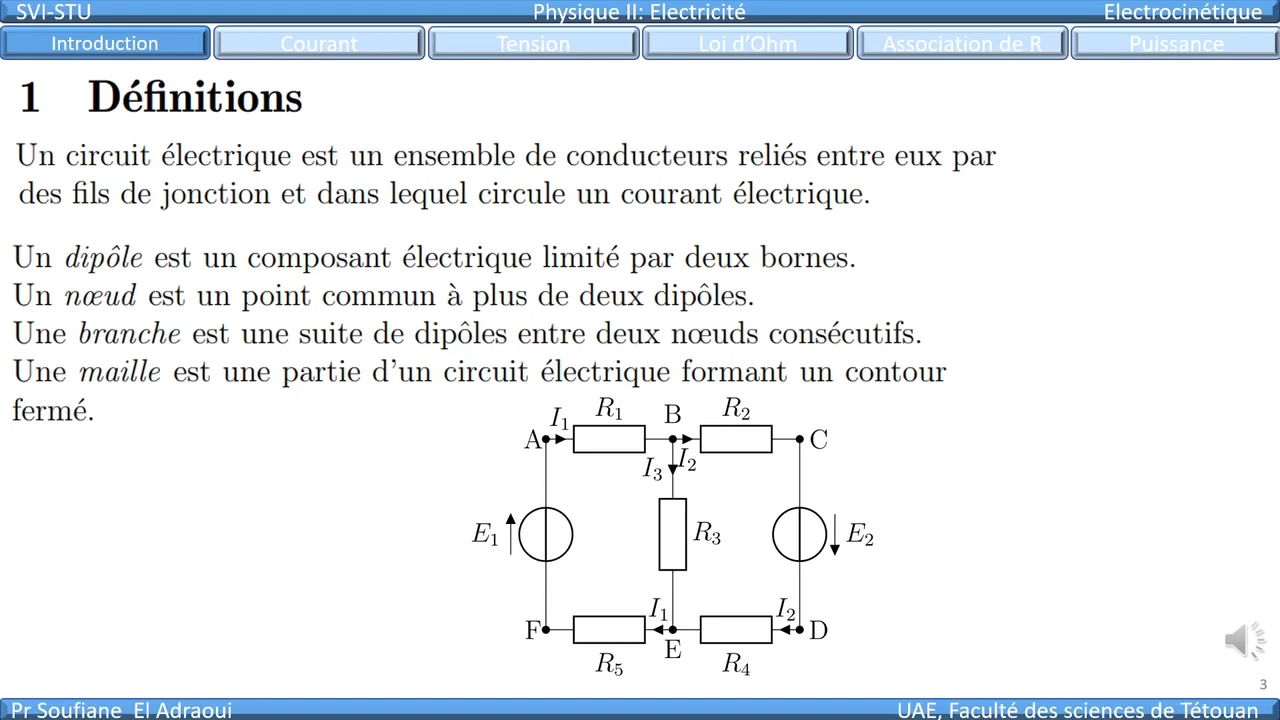 SVI-STU Physique II: Electricité Electrocinétique
Introduction Courant Tension Loi d'Ohm Association de R Puissance
1 Définitions
Un circuit électrique est un ensemble de conducteurs reliés entre eux par
des fils de jonction et dans lequel circule un courant électrique.
Un dipôle est un composant électrique limité par deux bornes.
Un nœud est un point commun à plus de deux dipôles.
Une branche est une suite de dipôles entre deux nœuds consécutifs.
Une maille est une partie d'un circuit électrique formant un contour
fermé.
I1 R1 B R2
A C
I3 I2
E1 R3 E2
I1 I2
F D
E
R5 R4
3
Pr Soufiane El Adraoui UAE, Faculté des sciences de Tétouan